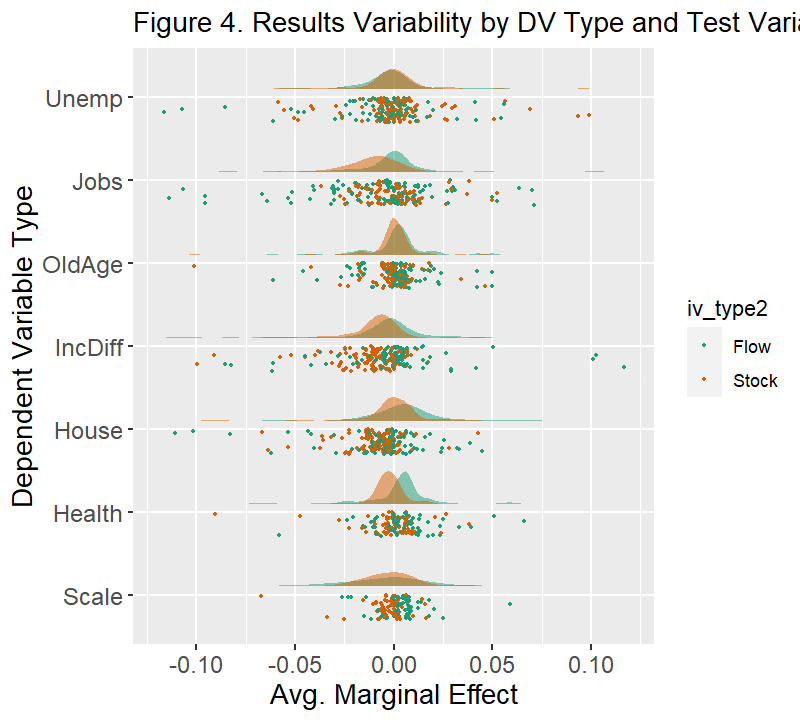 Figure 4. Results Variability by DV Type and Test Varia
Dependent Variable Type
Unemp
Jobs
OldAge
IncDiff
House
Health
Scale
-0.10
-0.05
0.00
0.05
0.10
Avg. Marginal Effect
iv_type2
Flow
Stock